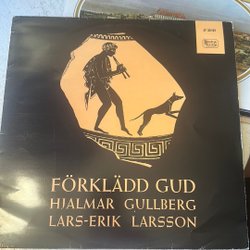 FÖRKLÄDD GUD
HJALMAR GULLBERG
LARS-ERIK LARSSON